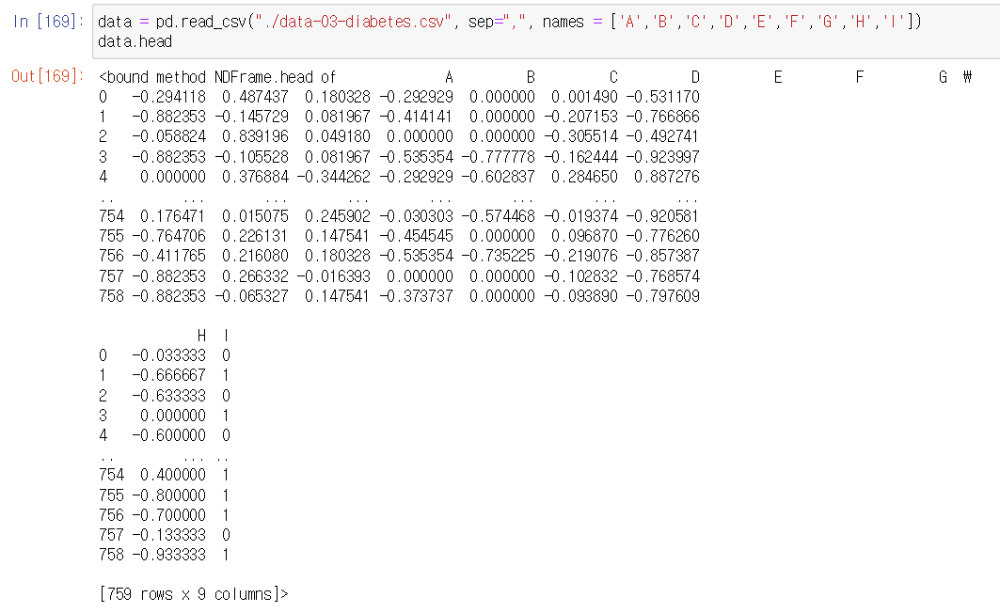 In [169]: data = pd.read_csv("./data-03-diabetes.csv", sep=",", names = ['A','B','C','D','E','F','G','H','I'])
data.head
Out[169]: <bound method NDFrame.head of A B C D E F G ₩
0 -0.294118 0.487437 0.180328 -0.292929 0.000000 0.001490 -0.531170
1 -0.882353 -0.145729 0.081967 -0.414141 0.000000 -0.207153 -0.766866
2 -0.058824 0.839196 0.049180 0.000000 0.000000 -0.305514 -0.492741
3 -0.882353 -0.105528 0.081967 -0.535354 -0.777778 -0.162444 -0.923997
4 0.000000 0.376884 -0.344262 -0.292929 -0.602837 0.284650 0.887276
.. ... ... ... ... ... ... ...
754 0.176471 0.015075 0.245902 -0.030303 -0.574468 -0.019374 -0.920581
755 -0.764706 0.226131 0.147541 -0.454545 0.000000 0.096870 -0.776260
756 -0.411765 0.216080 0.180328 -0.535354 -0.735225 -0.219076 -0.857387
757 -0.882353 0.266332 -0.016393 0.000000 0.000000 -0.102832 -0.768574
758 -0.882353 -0.065327 0.147541 -0.373737 0.000000 -0.093890 -0.797609
H I
0 -0.033333 0
1 -0.666667 1
2 -0.633333 0
3 0.000000 1
4 -0.600000 0
.. ... ..
754 0.400000 1
755 -0.800000 1
756 -0.700000 1
757 -0.133333 0
758 -0.933333 1
[759 rows x 9 columns]>